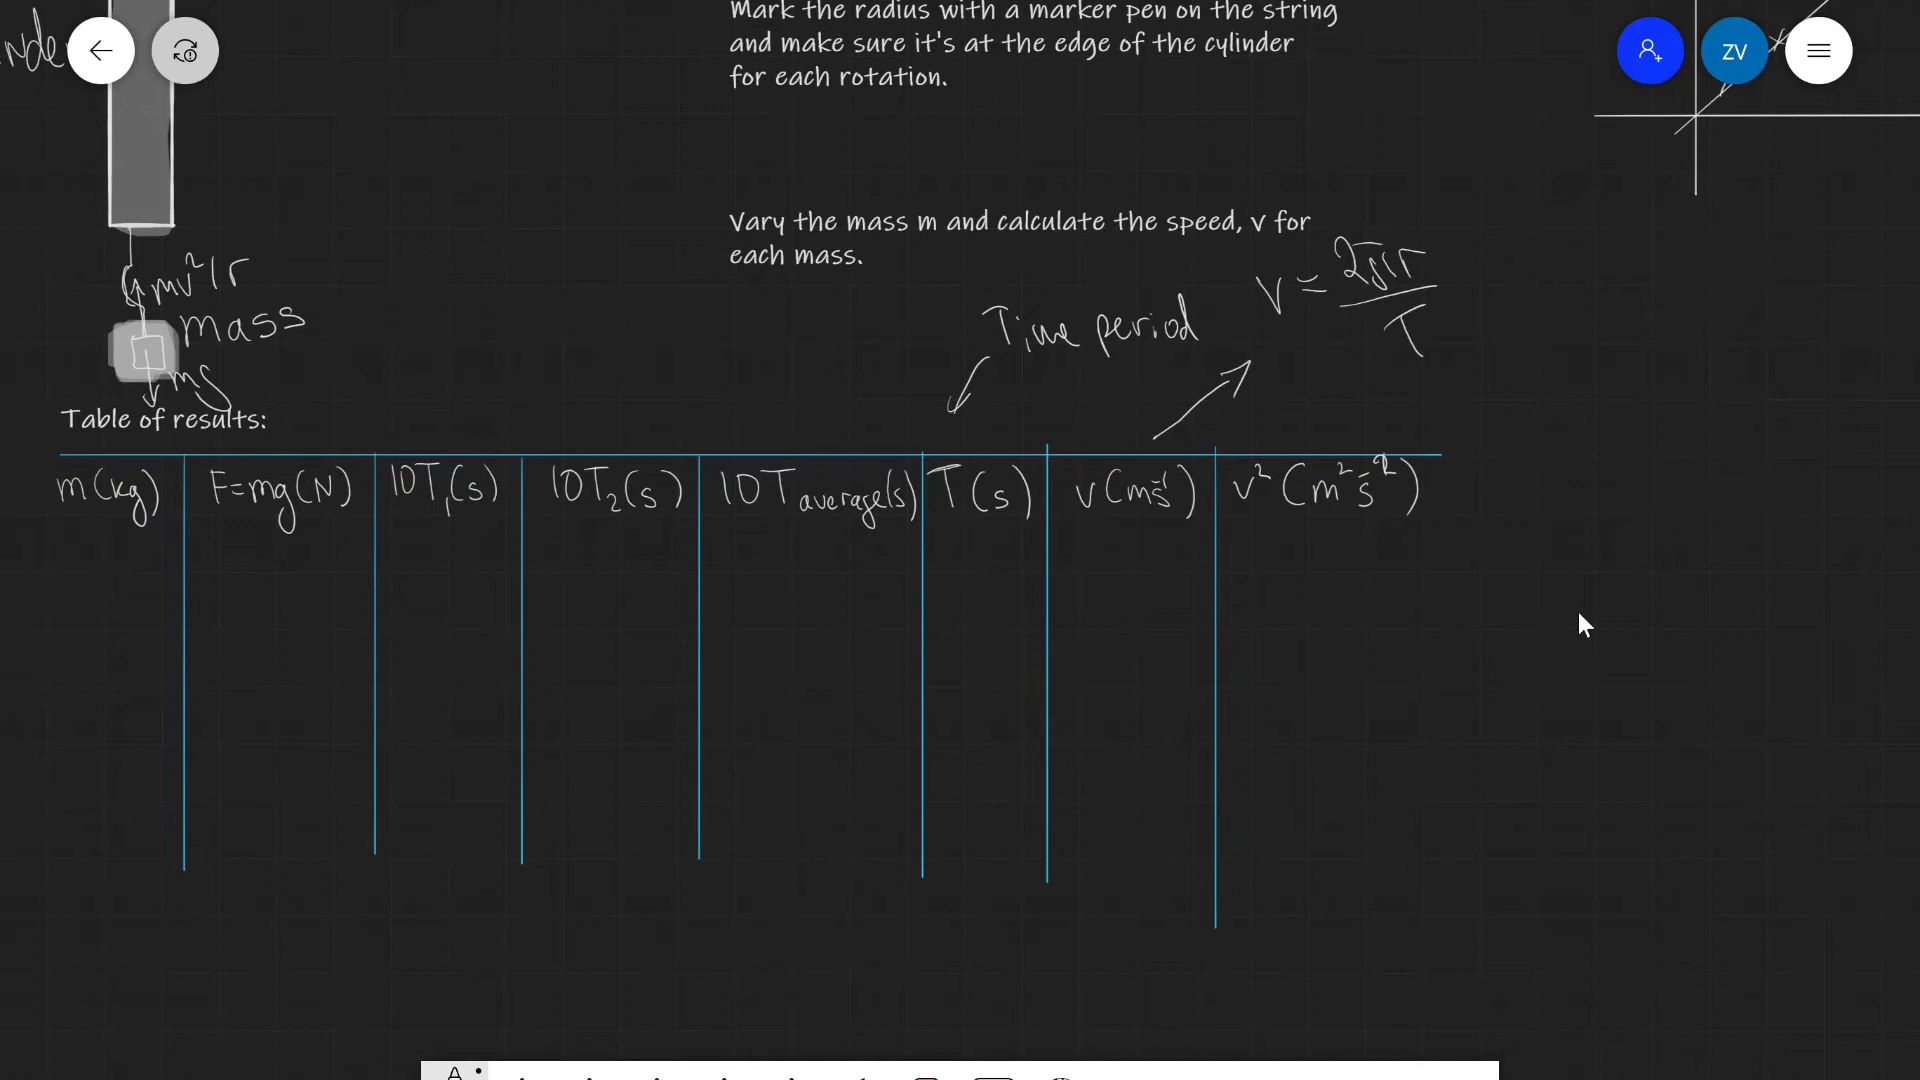 Mark the radius with a marker pen on the string
and make sure it's at the edge of the cylinder
for each rotation.
ZV
Vary the mass m and calculate the speed, v for
each mass.
mv²/r
mass
mg
Time period
v = 2πr / T
Table of results:
m(kg) F=mg(N) 10T₁(s) 10T₂(s) 10T average(s) T(s) v(ms⁻¹) v²(m²s⁻²)